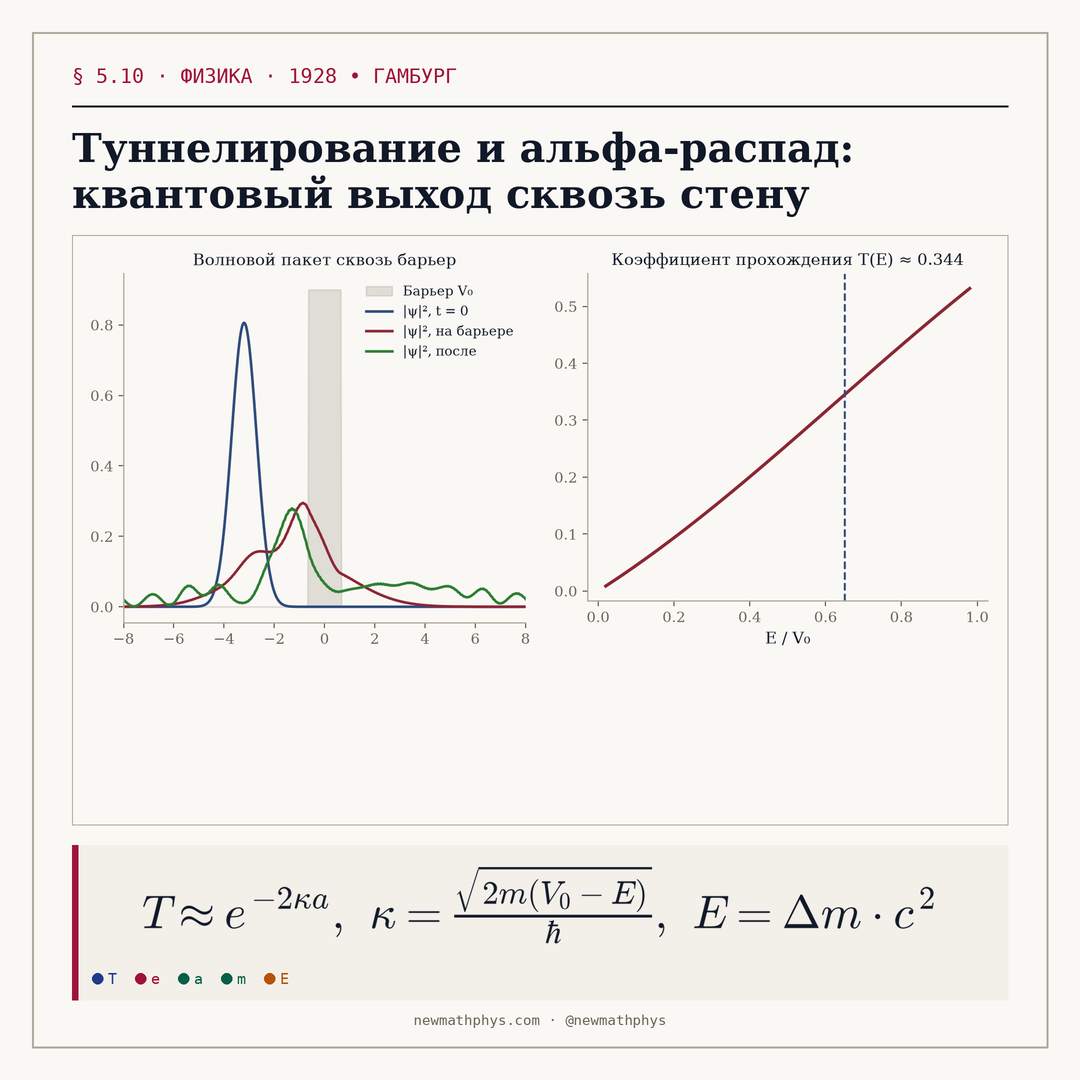 § 5.10 · ФИЗИКА · 1928 • ГАМБУРГ
Туннелирование и альфа-распад:
квантовый выход сквозь стену
Волновой пакет сквозь барьер
Барьер V₀
|ψ|², t = 0
|ψ|², на барьере
|ψ|², после
0.8
0.6
0.4
0.2
0.0
−8 −6 −4 −2 0 2 4 6 8
Коэффициент прохождения T(E) ≈ 0.344
0.5
0.4
0.3
0.2
0.1
0.0
0.0 0.2 0.4 0.6 0.8 1.0
E / V₀
T ≈ e^{−2κa}, κ = √(2m(V₀ − E)) / ħ, E = Δm · c²
T e a m E
newmathphys.com · @newmathphys